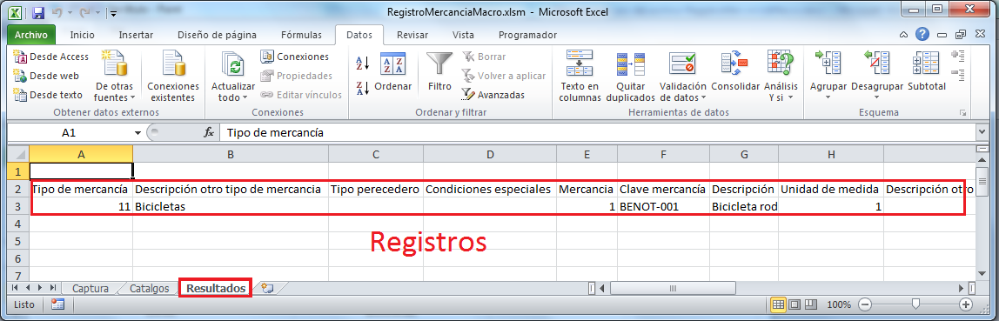 RegistroMercanciaMacro.xlsm - Microsoft Excel
Archivo Inicio Insertar Diseño de página Fórmulas Datos Revisar Vista Programador
Desde Access
Desde web
Desde texto
De otras fuentes
Conexiones existentes
Obtener datos externos
Actualizar todo
Conexiones
Propiedades
Editar vínculos
Conexiones
Ordenar
Filtro
Borrar
Volver a aplicar
Avanzadas
Ordenar y filtrar
Texto en columnas
Quitar duplicados
Validación de datos
Consolidar
Análisis Y si
Herramientas de datos
Agrupar
Desagrupar
Subtotal
Esquema
A1 fx Tipo de mercancía
A B C D E F G H
1
2 Tipo de mercancía Descripción otro tipo de mercancia Tipo perecedero Condiciones especiales Mercancia Clave mercancía Descripción Unidad de medida Descripción otro
3 11 Bicicletas 1 BENOT-001 Bicicleta rod 1
4
Registros
5
6
7
Captura Catalgos Resultados
Listo 100%